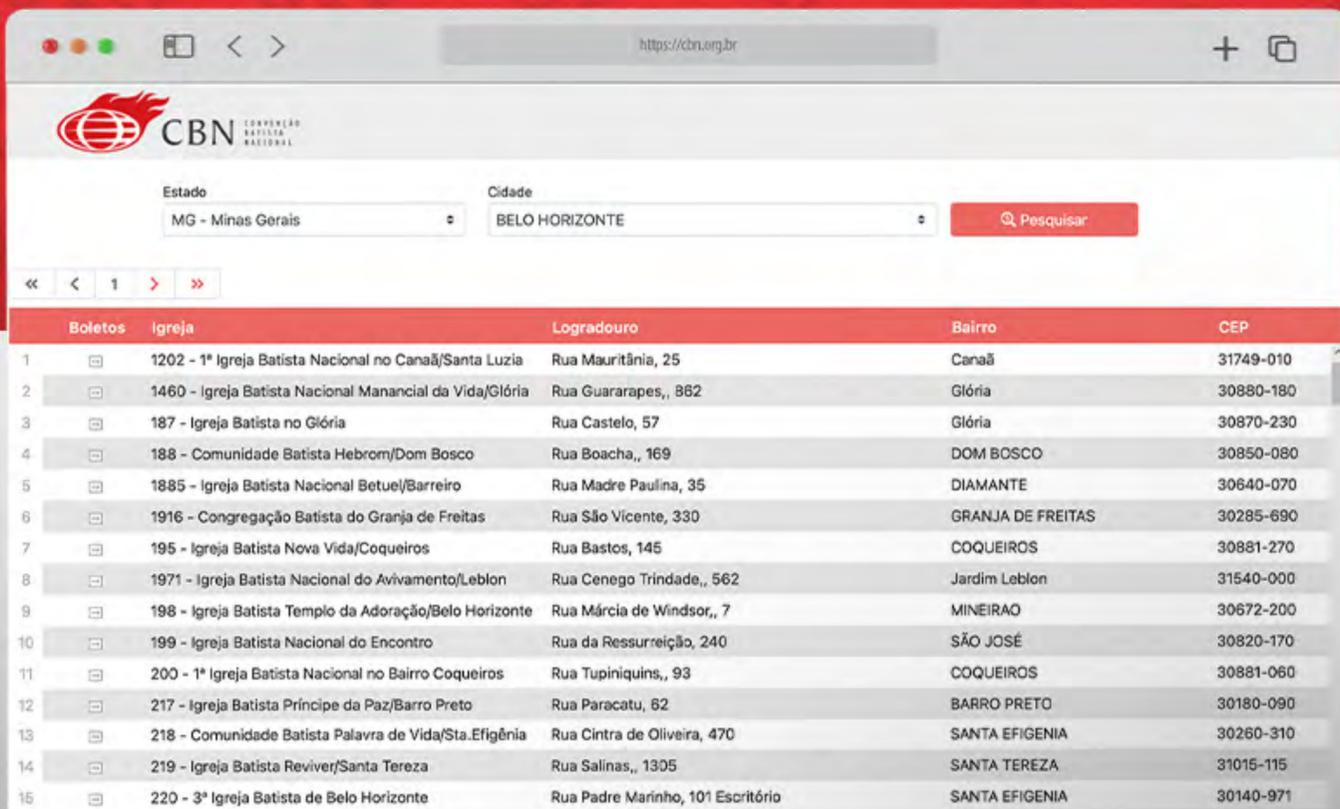 https://cbn.org.br
CBN CONVENÇÃO BATISTA NACIONAL
Estado Cidade
MG - Minas Gerais BELO HORIZONTE Pesquisar
« < 1 > »
Boletos Igreja Logradouro Bairro CEP
1 1202 - 1ª Igreja Batista Nacional no Canaã/Santa Luzia Rua Mauritânia, 25 Canaã 31749-010
2 1460 - Igreja Batista Nacional Manancial da Vida/Glória Rua Guararapes,, 862 Glória 30880-180
3 187 - Igreja Batista no Glória Rua Castelo, 57 Glória 30870-230
4 188 - Comunidade Batista Hebrom/Dom Bosco Rua Boacha,, 169 DOM BOSCO 30850-080
5 1885 - Igreja Batista Nacional Betuel/Barreiro Rua Madre Paulina, 35 DIAMANTE 30640-070
6 1916 - Congregação Batista do Granja de Freitas Rua São Vicente, 330 GRANJA DE FREITAS 30285-690
7 195 - Igreja Batista Nova Vida/Coqueiros Rua Bastos, 145 COQUEIROS 30881-270
8 1971 - Igreja Batista Nacional do Avivamento/Leblon Rua Cenego Trindade,, 562 Jardim Leblon 31540-000
9 198 - Igreja Batista Templo da Adoração/Belo Horizonte Rua Márcia de Windsor,, 7 MINEIRAO 30672-200
10 199 - Igreja Batista Nacional do Encontro Rua da Ressurreição, 240 SÃO JOSÉ 30820-170
11 200 - 1ª Igreja Batista Nacional no Bairro Coqueiros Rua Tupiniquins,, 93 COQUEIROS 30881-060
12 217 - Igreja Batista Príncipe da Paz/Barro Preto Rua Paracatu, 62 BARRO PRETO 30180-090
13 218 - Comunidade Batista Palavra de Vida/Sta.Efigênia Rua Cintra de Oliveira, 470 SANTA EFIGENIA 30260-310
14 219 - Igreja Batista Reviver/Santa Tereza Rua Salinas,, 1305 SANTA TEREZA 31015-115
15 220 - 3ª Igreja Batista de Belo Horizonte Rua Padre Marinho, 101 Escritório SANTA EFIGENIA 30140-971